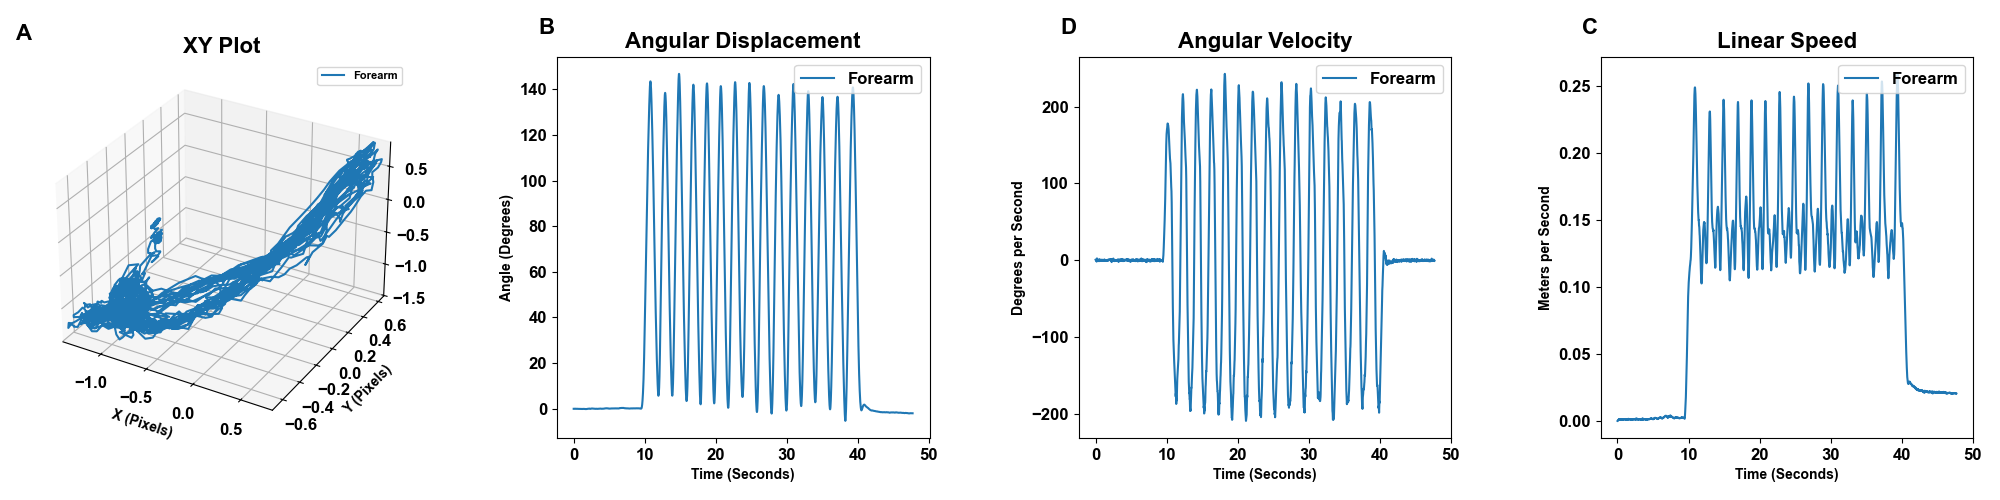 A
XY Plot
Forearm
0.5
0.0
−0.5
−1.0
−1.5
0.6
0.4
0.2
0.0
−0.2
−0.4
−0.6
Y (Pixels)
−1.0
−0.5
0.0
0.5
X (Pixels)
B
Angular Displacement
Forearm
140
120
100
80
60
40
20
0
Angle (Degrees)
0 10 20 30 40 50
Time (Seconds)
D
Angular Velocity
Forearm
200
100
0
−100
−200
Degrees per Second
0 10 20 30 40 50
Time (Seconds)
C
Linear Speed
Forearm
0.25
0.20
0.15
0.10
0.05
0.00
Meters per Second
0 10 20 30 40 50
Time (Seconds)